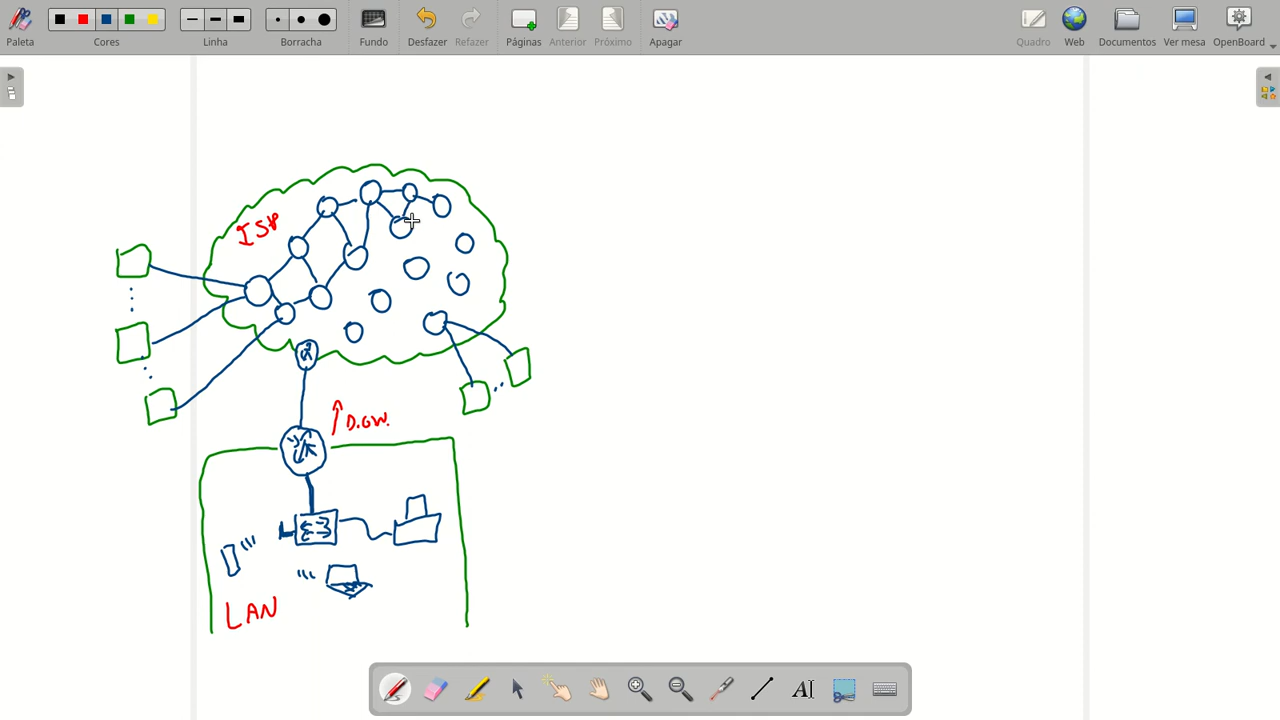 Paleta
Cores
Linha
Borracha
Fundo
Desfazer
Refazer
Páginas
Anterior
Próximo
Apagar
Quadro
Web
Documentos
Ver mesa
OpenBoard
ISP
R
D.GW.
LAN